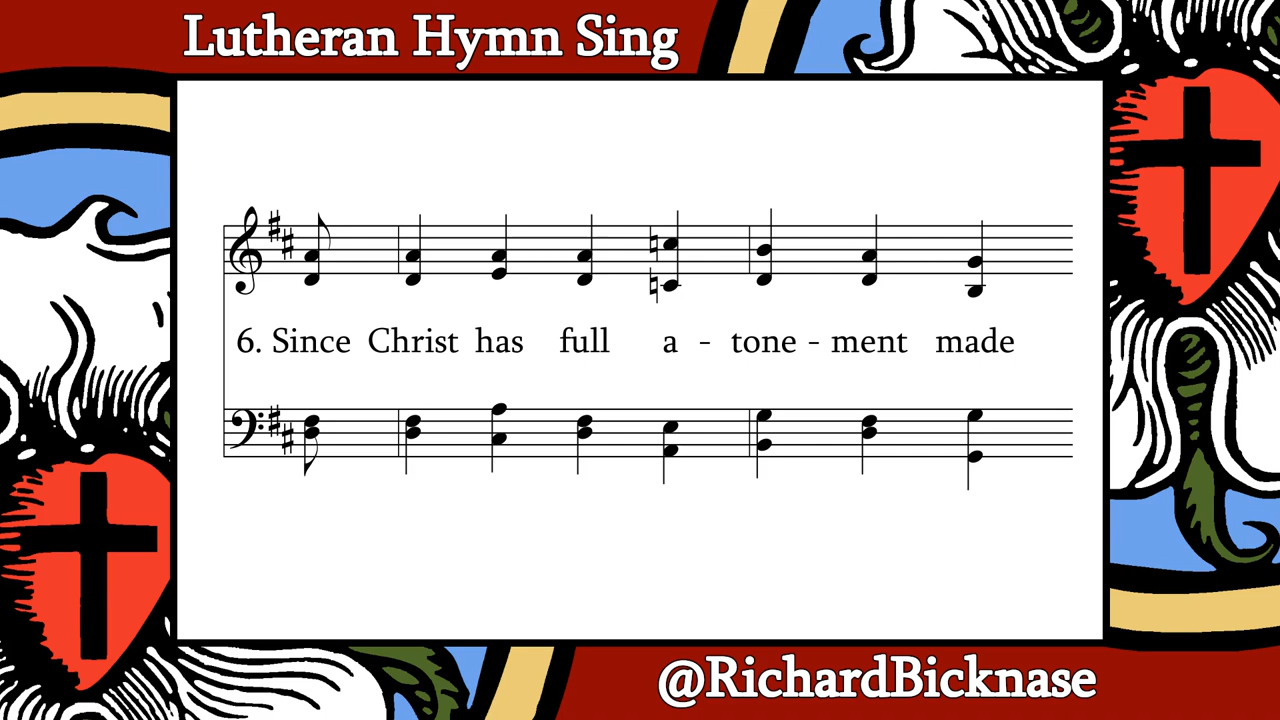 Lutheran Hymn Sing
6. Since Christ has full a - tone - ment made
@RichardBicknase